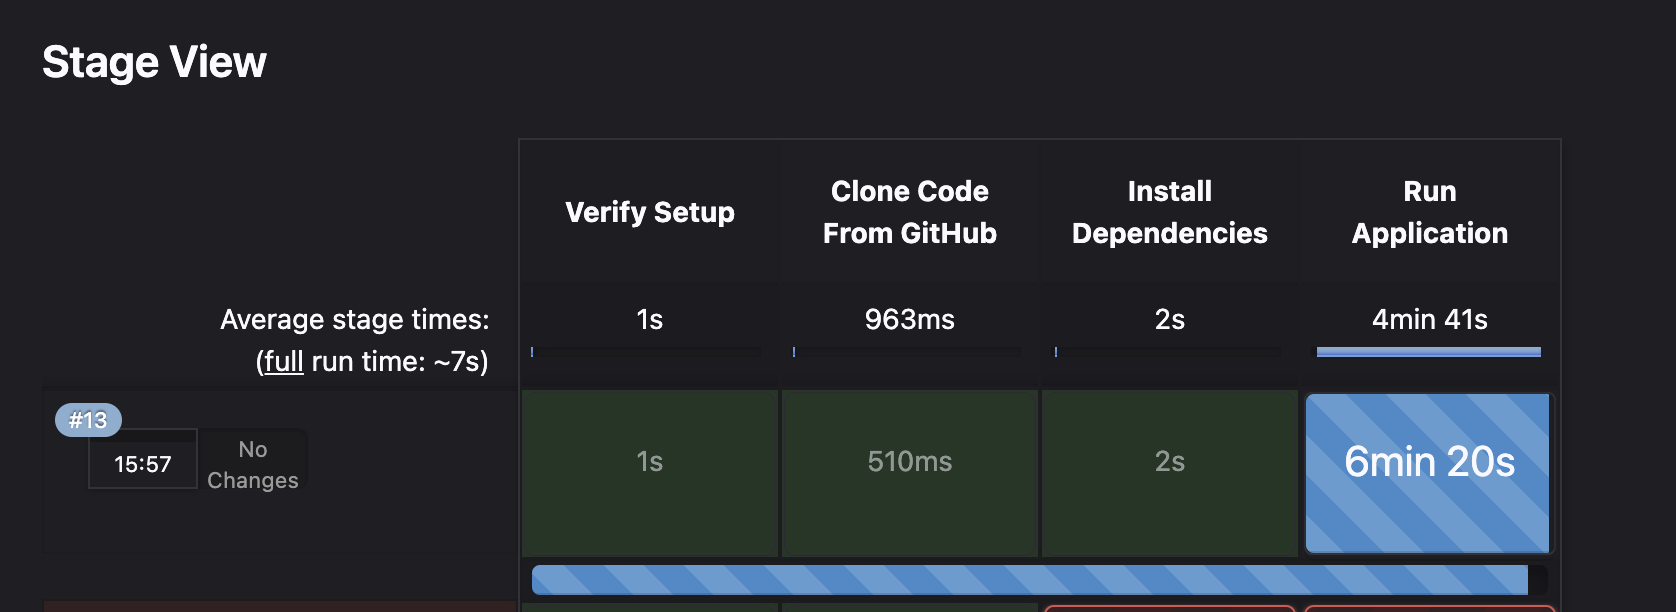 Stage View
Verify Setup
Clone Code
From GitHub
Install
Dependencies
Run
Application
Average stage times:
(full run time: ~7s)
1s
963ms
2s
4min 41s
#13
15:57
No
Changes
1s
510ms
2s
6min 20s